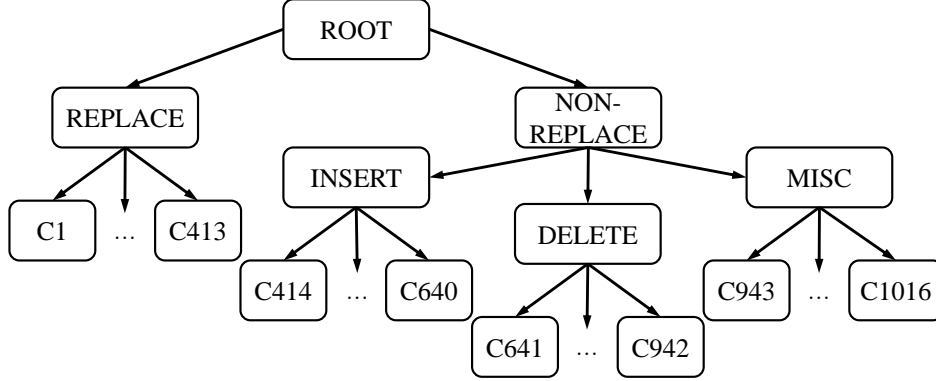 ROOT
REPLACE
NON-
REPLACE
INSERT
MISC
C1
...
C413
DELETE
C414
...
C640
C943
...
C1016
C641
...
C942